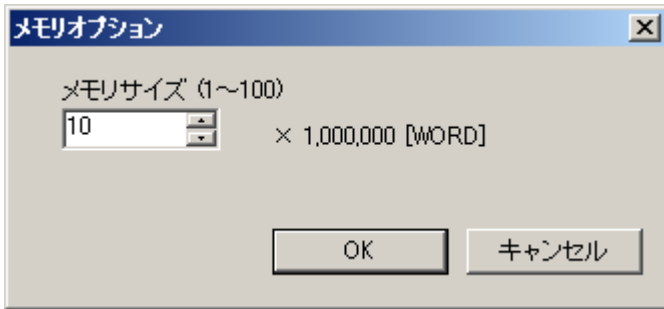 メモリオプション
メモリサイズ (1～100)
10
× 1,000,000 [WORD]
OK
キャンセル